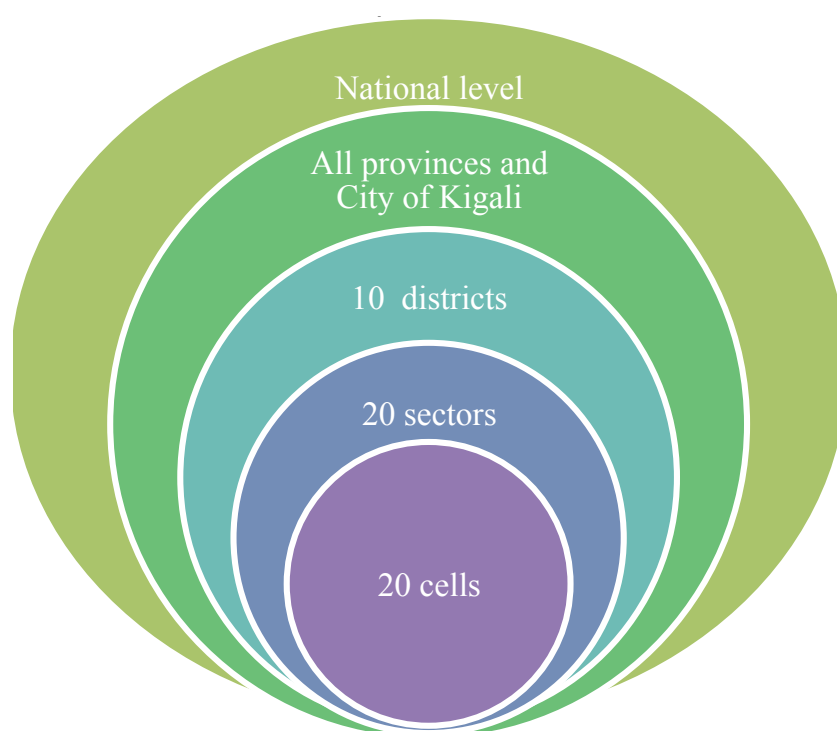 National level
All provinces and
City of Kigali
10 districts
20 sectors
20 cells